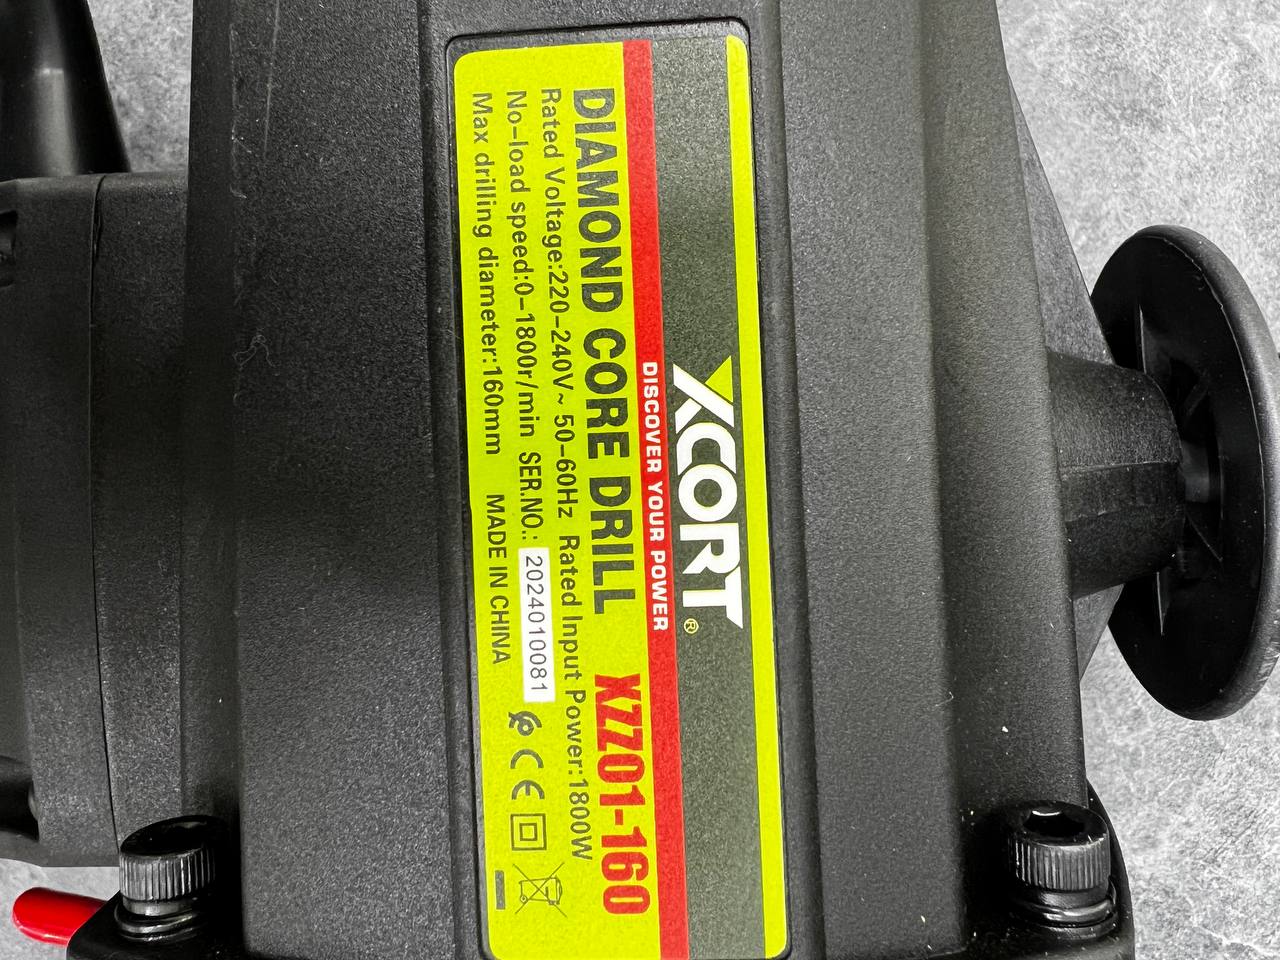 XCORT®
DISCOVER YOUR POWER
DIAMOND CORE DRILL XZZ01-160
Rated Voltage:220-240V~ 50-60Hz Rated Input Power:1800W
No-load speed:0-1800r/min SER.NO.: 2024010081
Max drilling diameter:160mm MADE IN CHINA
CE